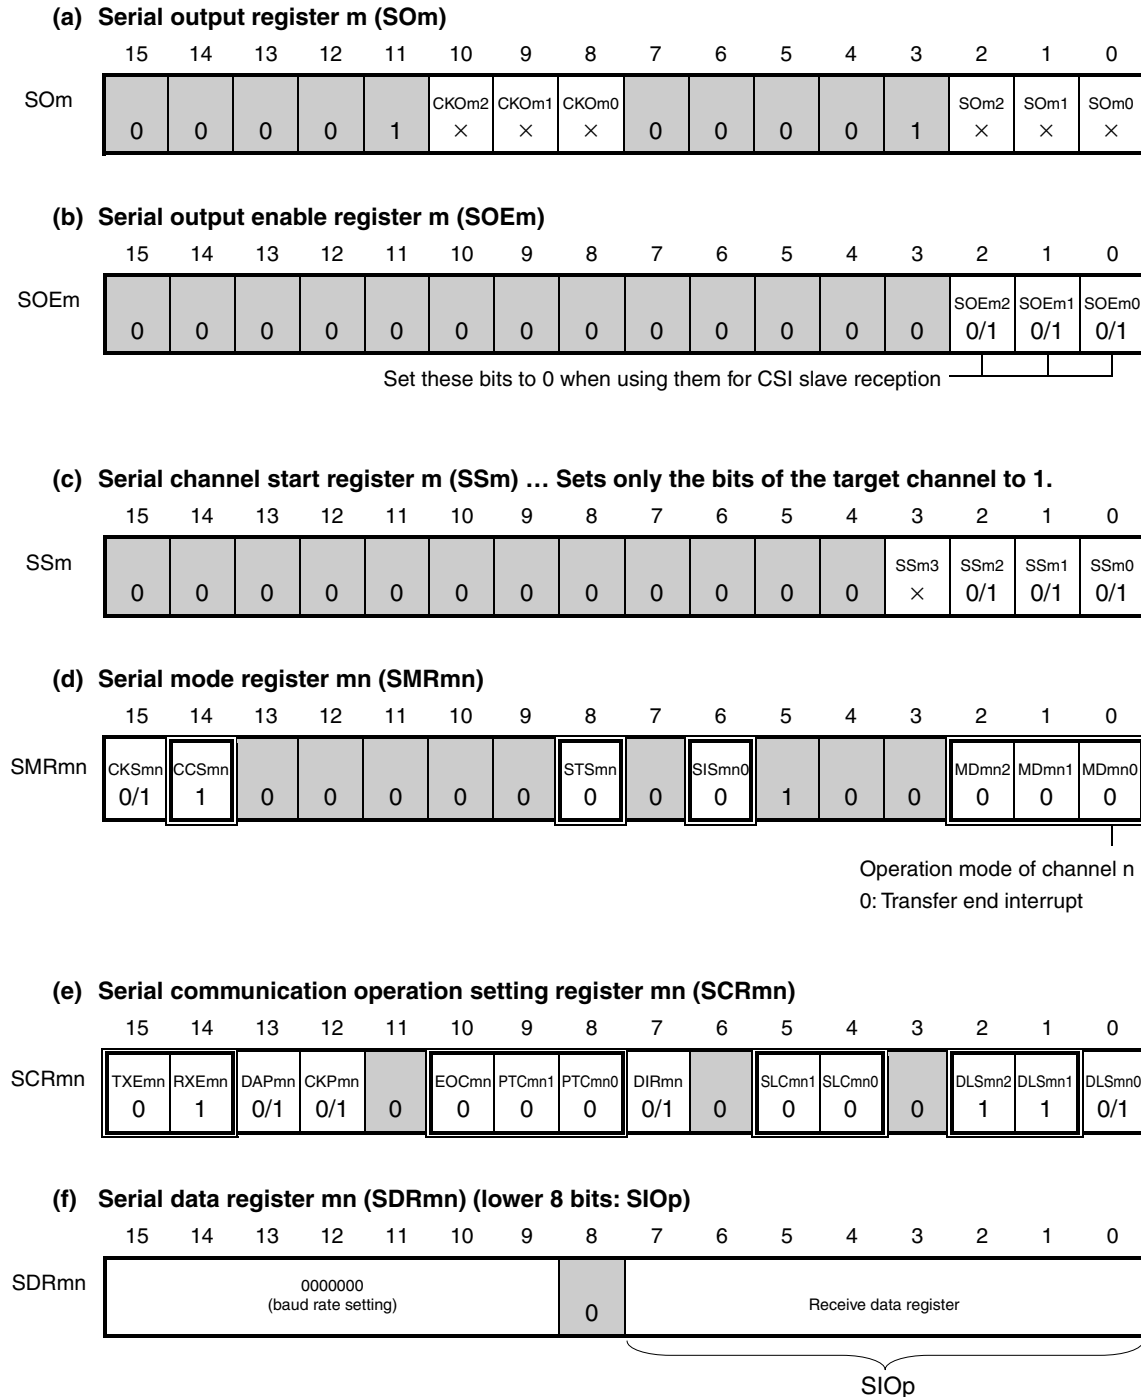 (a) Serial output register m (SOm)
15 14 13 12 11 10 9 8 7 6 5 4 3 2 1 0
SOm
CKOm2 CKOm1 CKOm0 SOm2 SOm1 SOm0
0 0 0 0 1 × × × 0 0 0 0 1 × × ×
(b) Serial output enable register m (SOEm)
15 14 13 12 11 10 9 8 7 6 5 4 3 2 1 0
SOEm
SOEm2 SOEm1 SOEm0
0 0 0 0 0 0 0 0 0 0 0 0 0 0/1 0/1 0/1
Set these bits to 0 when using them for CSI slave reception
(c) Serial channel start register m (SSm) … Sets only the bits of the target channel to 1.
15 14 13 12 11 10 9 8 7 6 5 4 3 2 1 0
SSm
SSm3 SSm2 SSm1 SSm0
0 0 0 0 0 0 0 0 0 0 0 0 × 0/1 0/1 0/1
(d) Serial mode register mn (SMRmn)
15 14 13 12 11 10 9 8 7 6 5 4 3 2 1 0
SMRmn
CKSmn CCSmn STSmn SISmn0 MDmn2 MDmn1 MDmn0
0/1 1 0 0 0 0 0 0 0 0 1 0 0 0 0 0
Operation mode of channel n
0: Transfer end interrupt
(e) Serial communication operation setting register mn (SCRmn)
15 14 13 12 11 10 9 8 7 6 5 4 3 2 1 0
SCRmn
TXEmn RXEmn DAPmn CKPmn EOCmn PTCmn1 PTCmn0 DIRmn SLCmn1 SLCmn0 DLSmn2 DLSmn1 DLSmn0
0 1 0/1 0/1 0 0 0 0 0/1 0 0 0 0 1 1 0/1
(f) Serial data register mn (SDRmn) (lower 8 bits: SIOp)
15 14 13 12 11 10 9 8 7 6 5 4 3 2 1 0
SDRmn
0000000
(baud rate setting)
0
Receive data register
SIOp